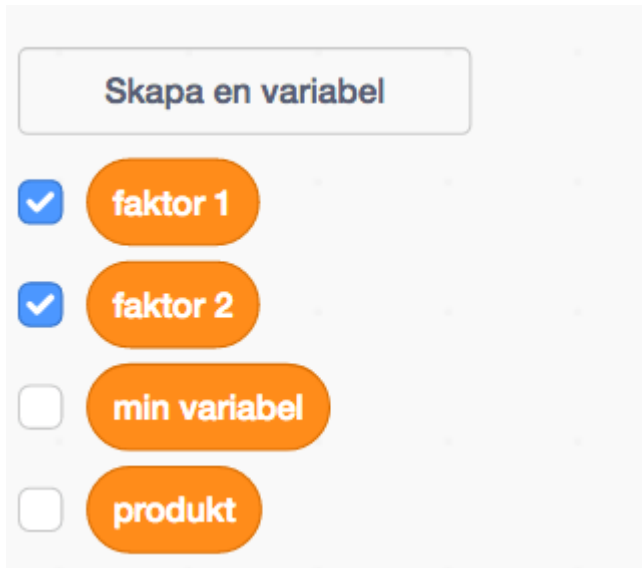 Skapa en variabel
faktor 1
faktor 2
min variabel
produkt